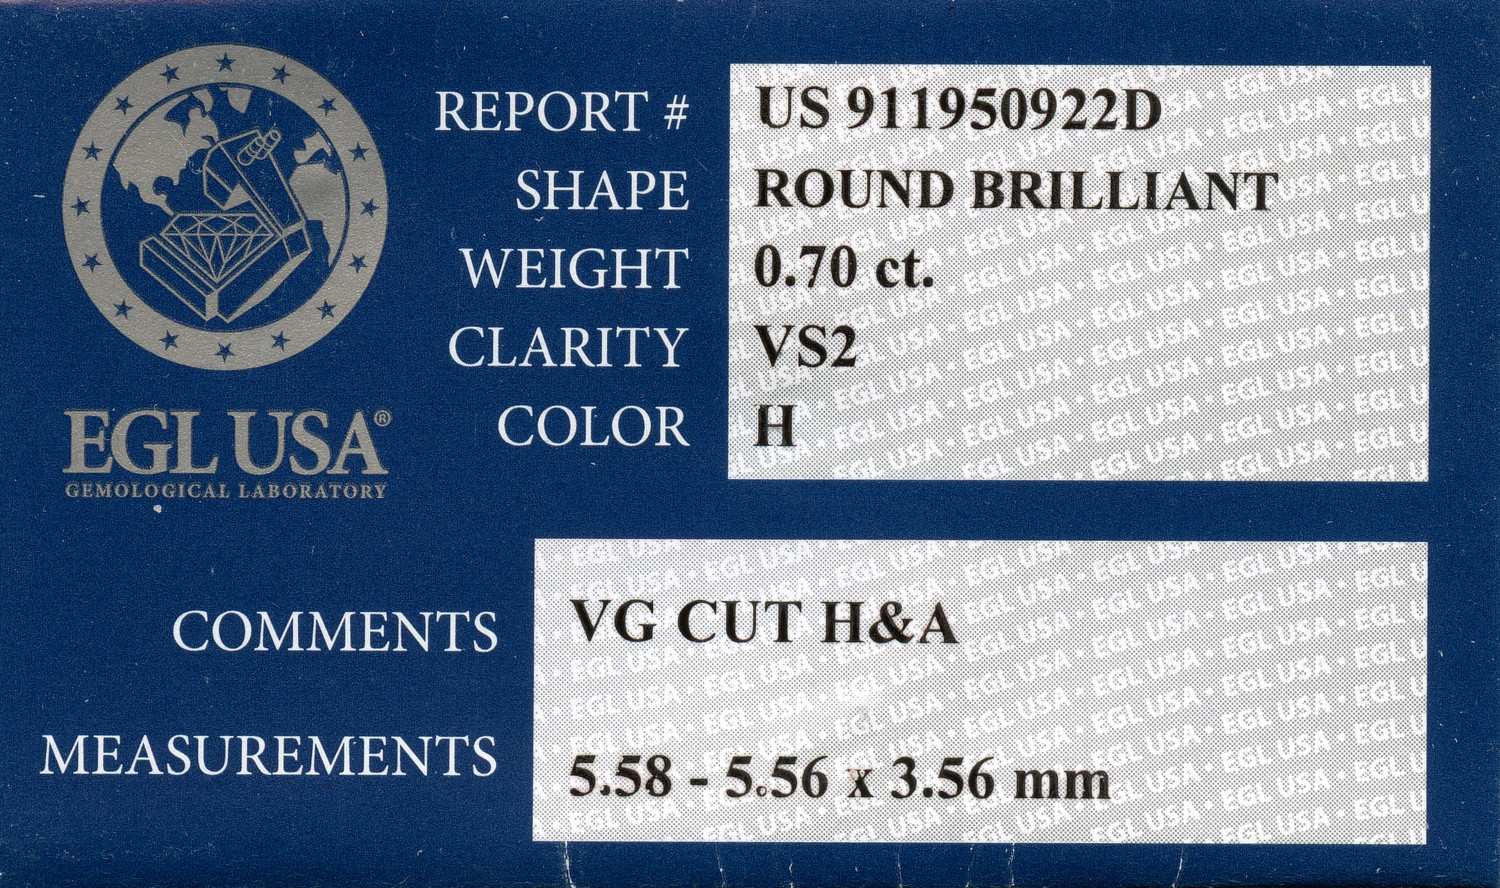 REPORT # US 911950922D
SHAPE ROUND BRILLIANT
WEIGHT 0.70 ct.
CLARITY VS2
COLOR H
EGL USA®
GEMOLOGICAL LABORATORY
COMMENTS VG CUT H&A
MEASUREMENTS 5.58 - 5.56 x 3.56 mm